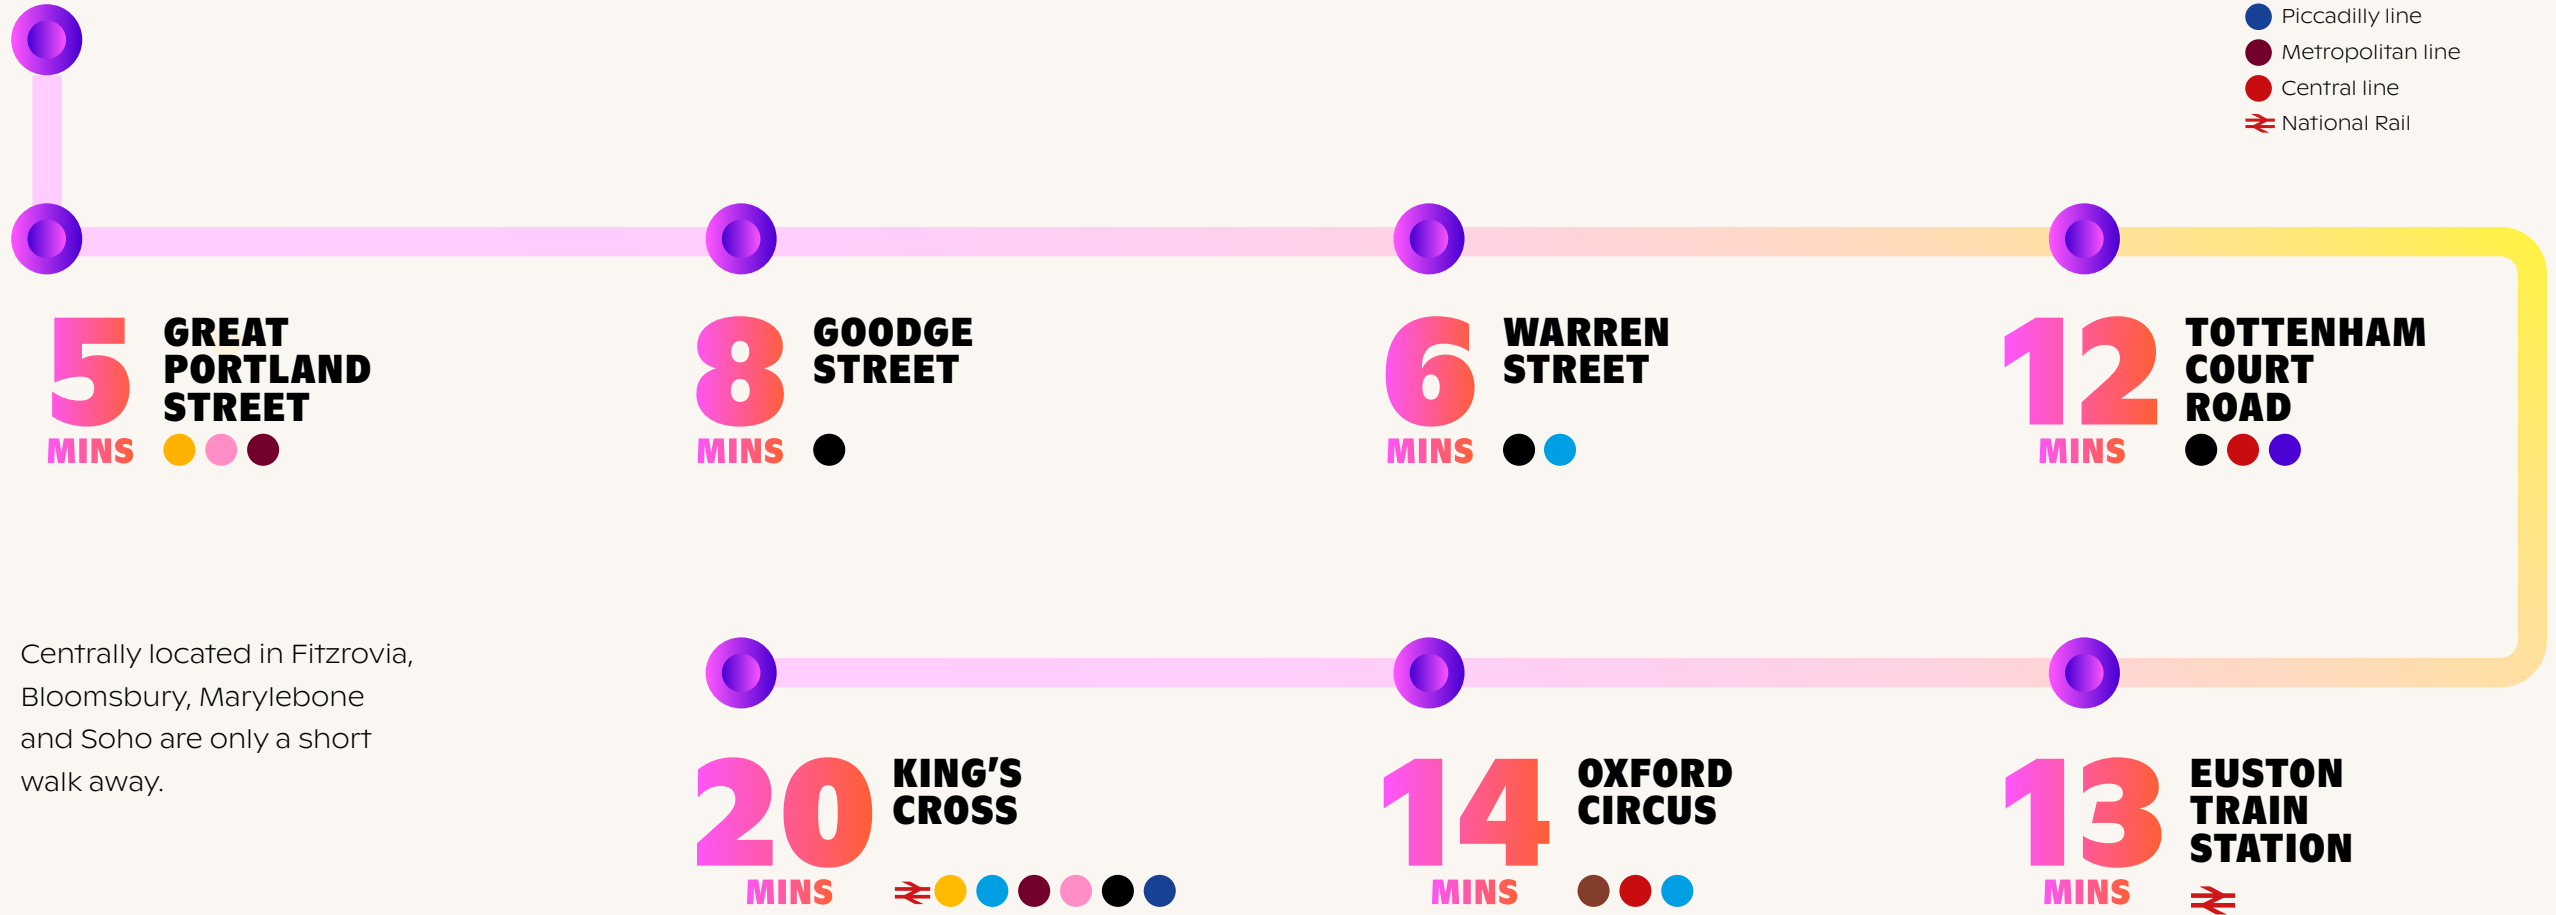 Piccadilly line
Metropolitan line
Central line
National Rail
5 MINS
GREAT
PORTLAND
STREET
8 MINS
GOODGE
STREET
6 MINS
WARREN
STREET
12 MINS
TOTTENHAM
COURT
ROAD
Centrally located in Fitzrovia,
Bloomsbury, Marylebone
and Soho are only a short
walk away.
20 MINS
KING'S
CROSS
14 MINS
OXFORD
CIRCUS
13 MINS
EUSTON
TRAIN
STATION